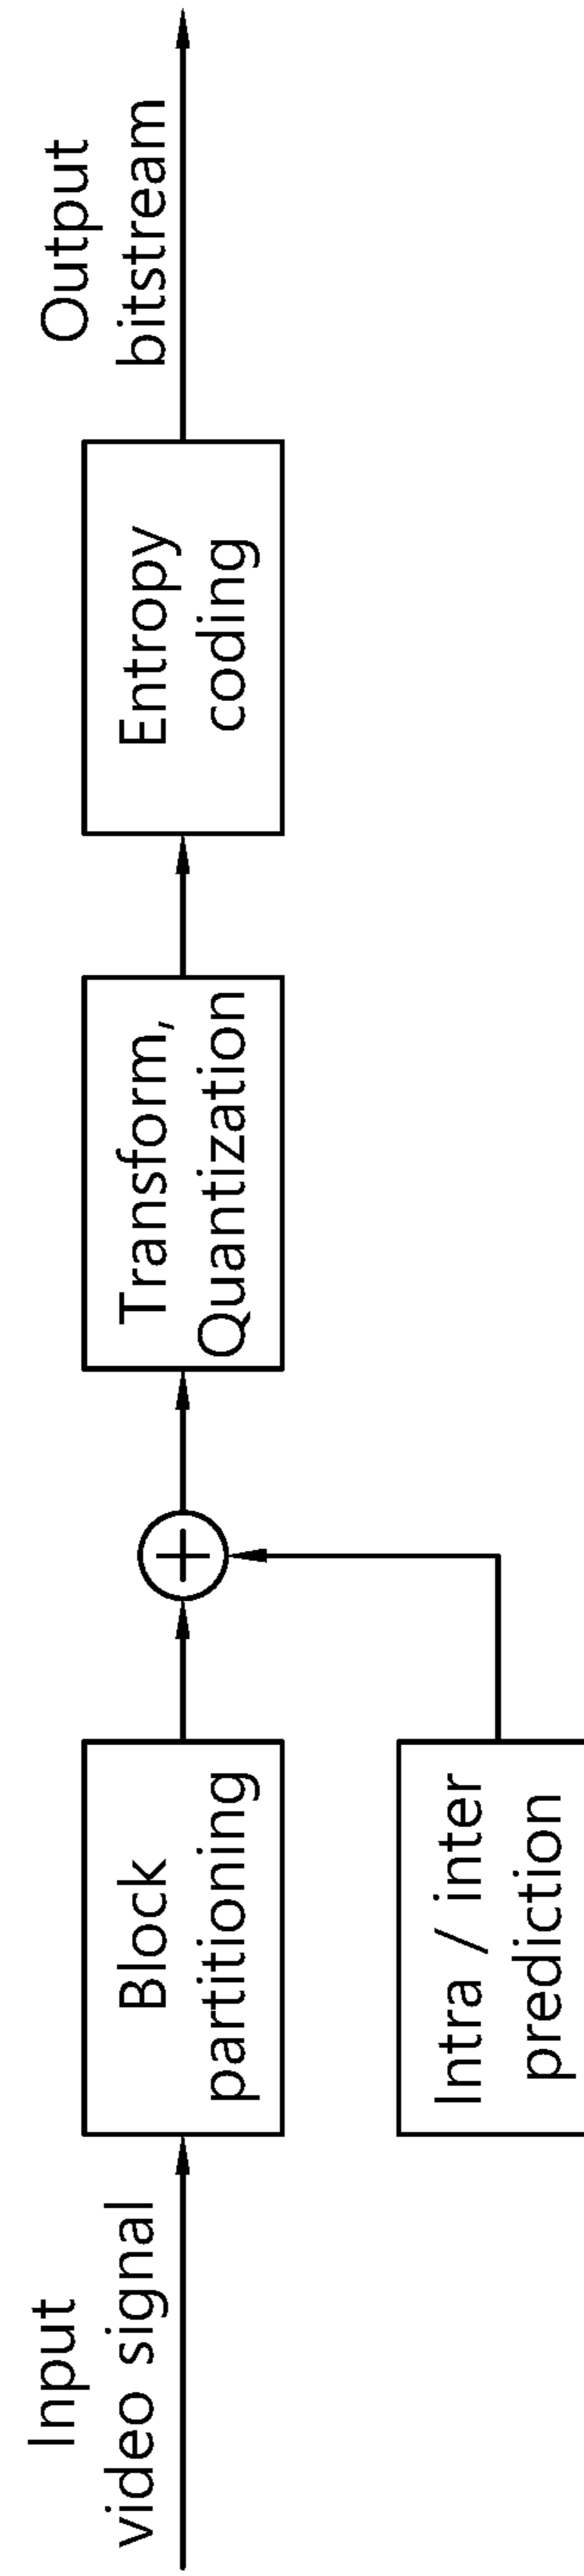 Input
video signal
Block
partitioning
Intra / inter
prediction
Transform,
Quantization
Entropy
coding
Output
bitstream